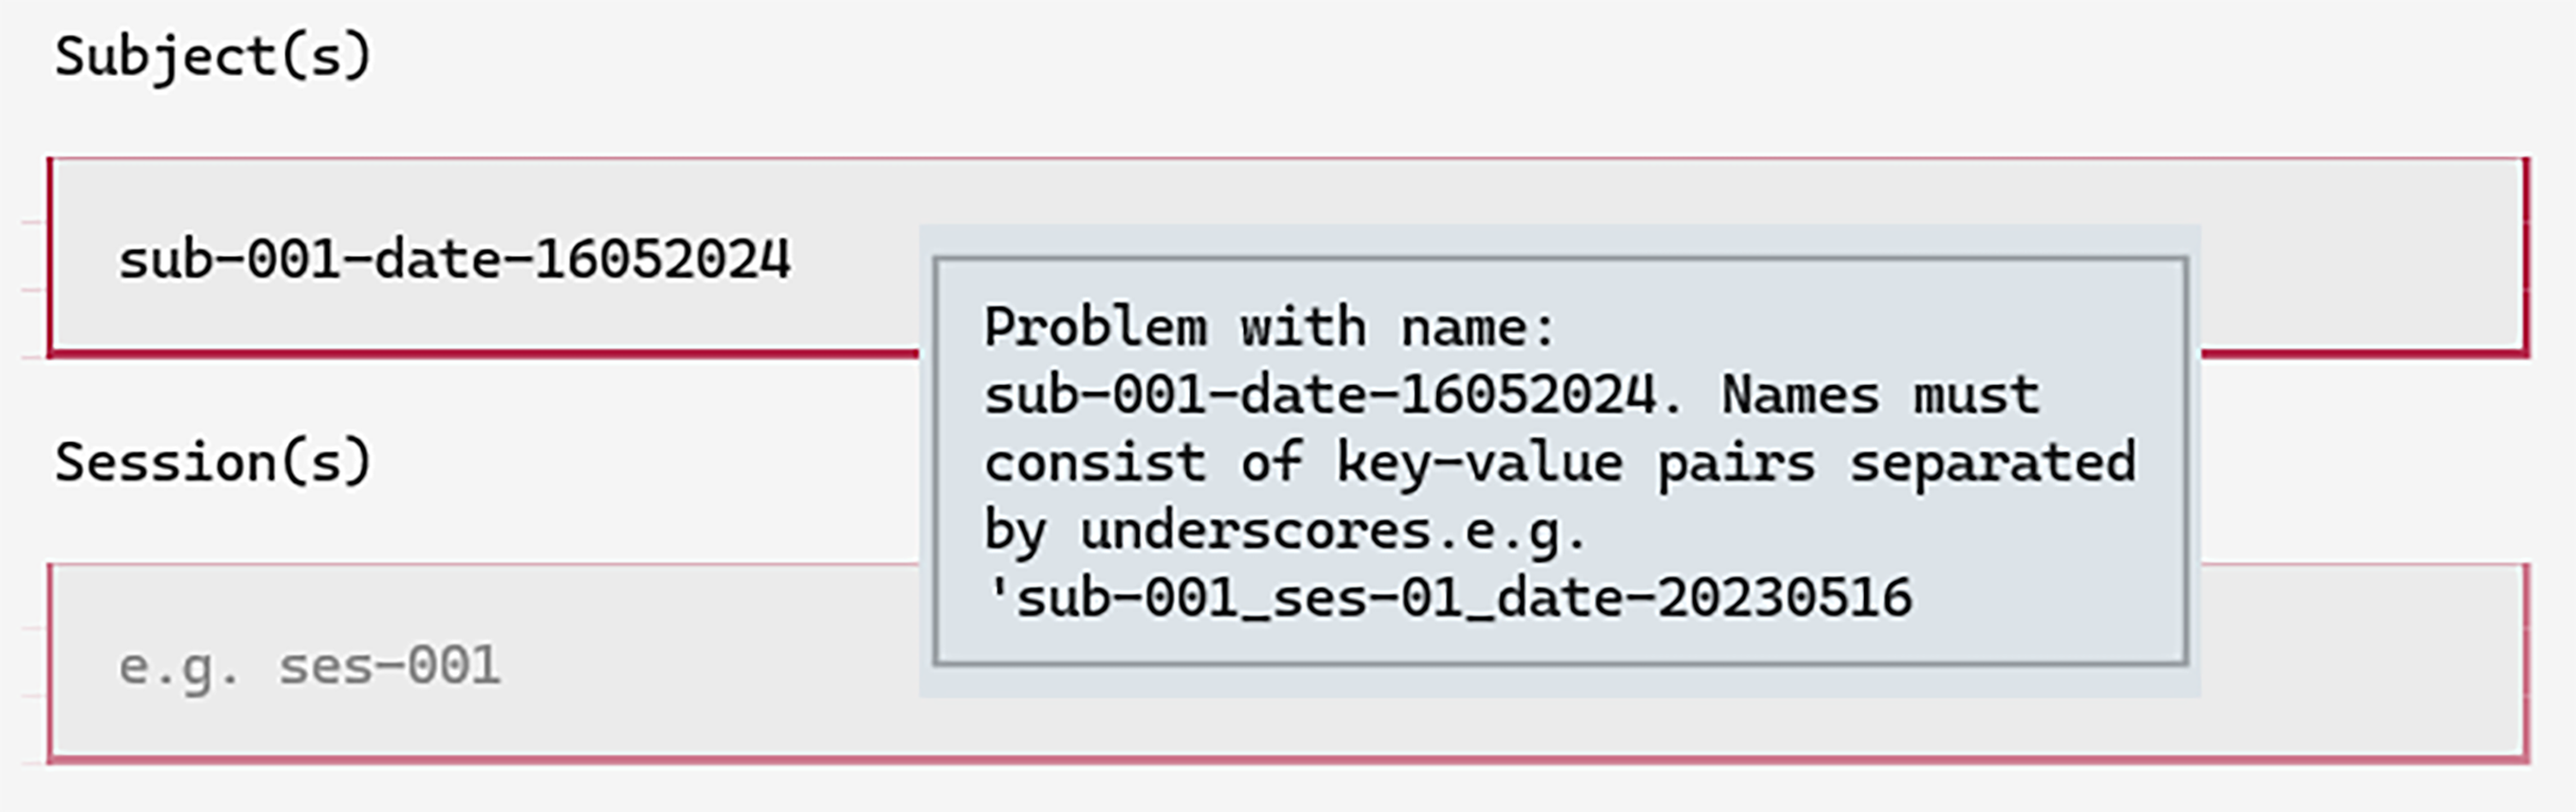 Subject(s)
sub-001-date-16052024
Problem with name:
sub-001-date-16052024. Names must
consist of key-value pairs separated
by underscores.e.g.
'sub-001_ses-01_date-20230516
Session(s)
e.g. ses-001